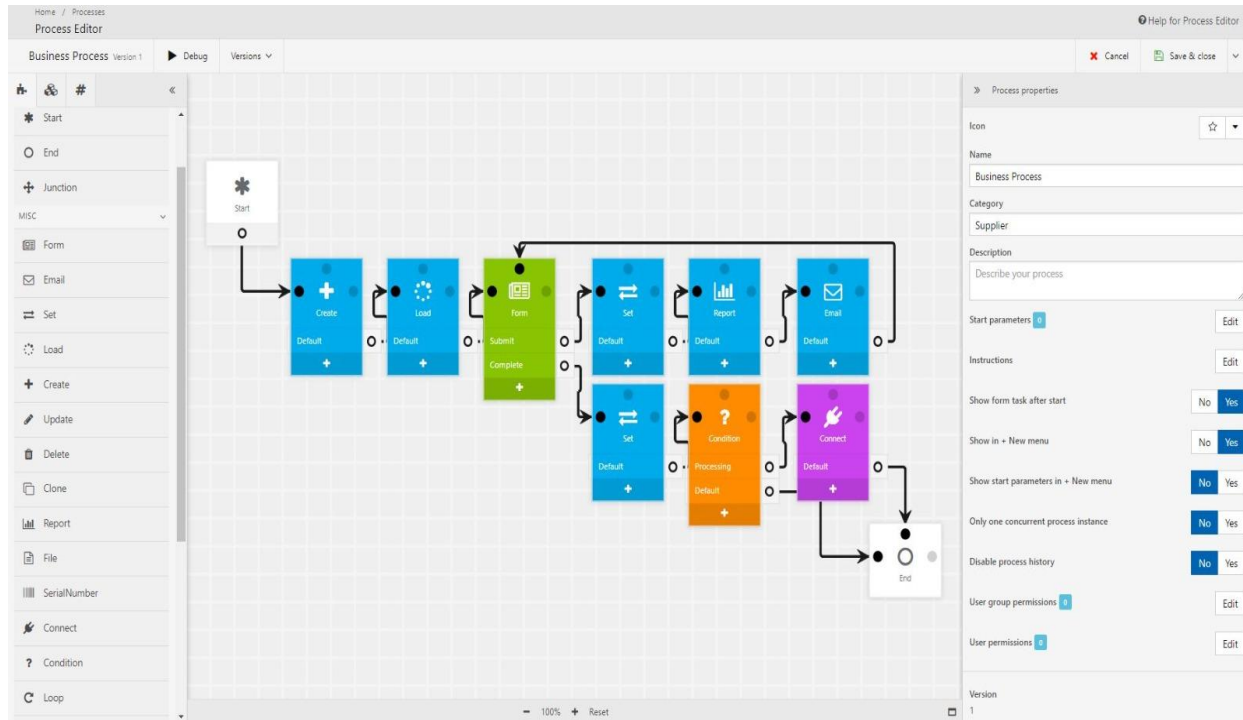 Home / Processes
Process Editor
Help for Process Editor
Business Process Version 1
Debug
Versions
Cancel
Save & close
#
Start
End
Junction
MISC
Form
Email
Set
Load
Create
Update
Delete
Clone
Report
File
SerialNumber
Connect
Condition
Loop
Start
Create
Default
Load
Default
Form
Submit
Complete
Set
Default
Report
Default
Email
Default
Set
Default
Condition
Processing
Default
Connect
Default
End
- 100% + Reset
Process properties
Icon
Name
Business Process
Category
Supplier
Description
Describe your process
Start parameters 0 Edit
Instructions Edit
Show form task after start No Yes
Show in + New menu No Yes
Show start parameters in + New menu No Yes
Only one concurrent process instance No Yes
Disable process history No Yes
User group permissions 0 Edit
User permissions 0 Edit
Version
1